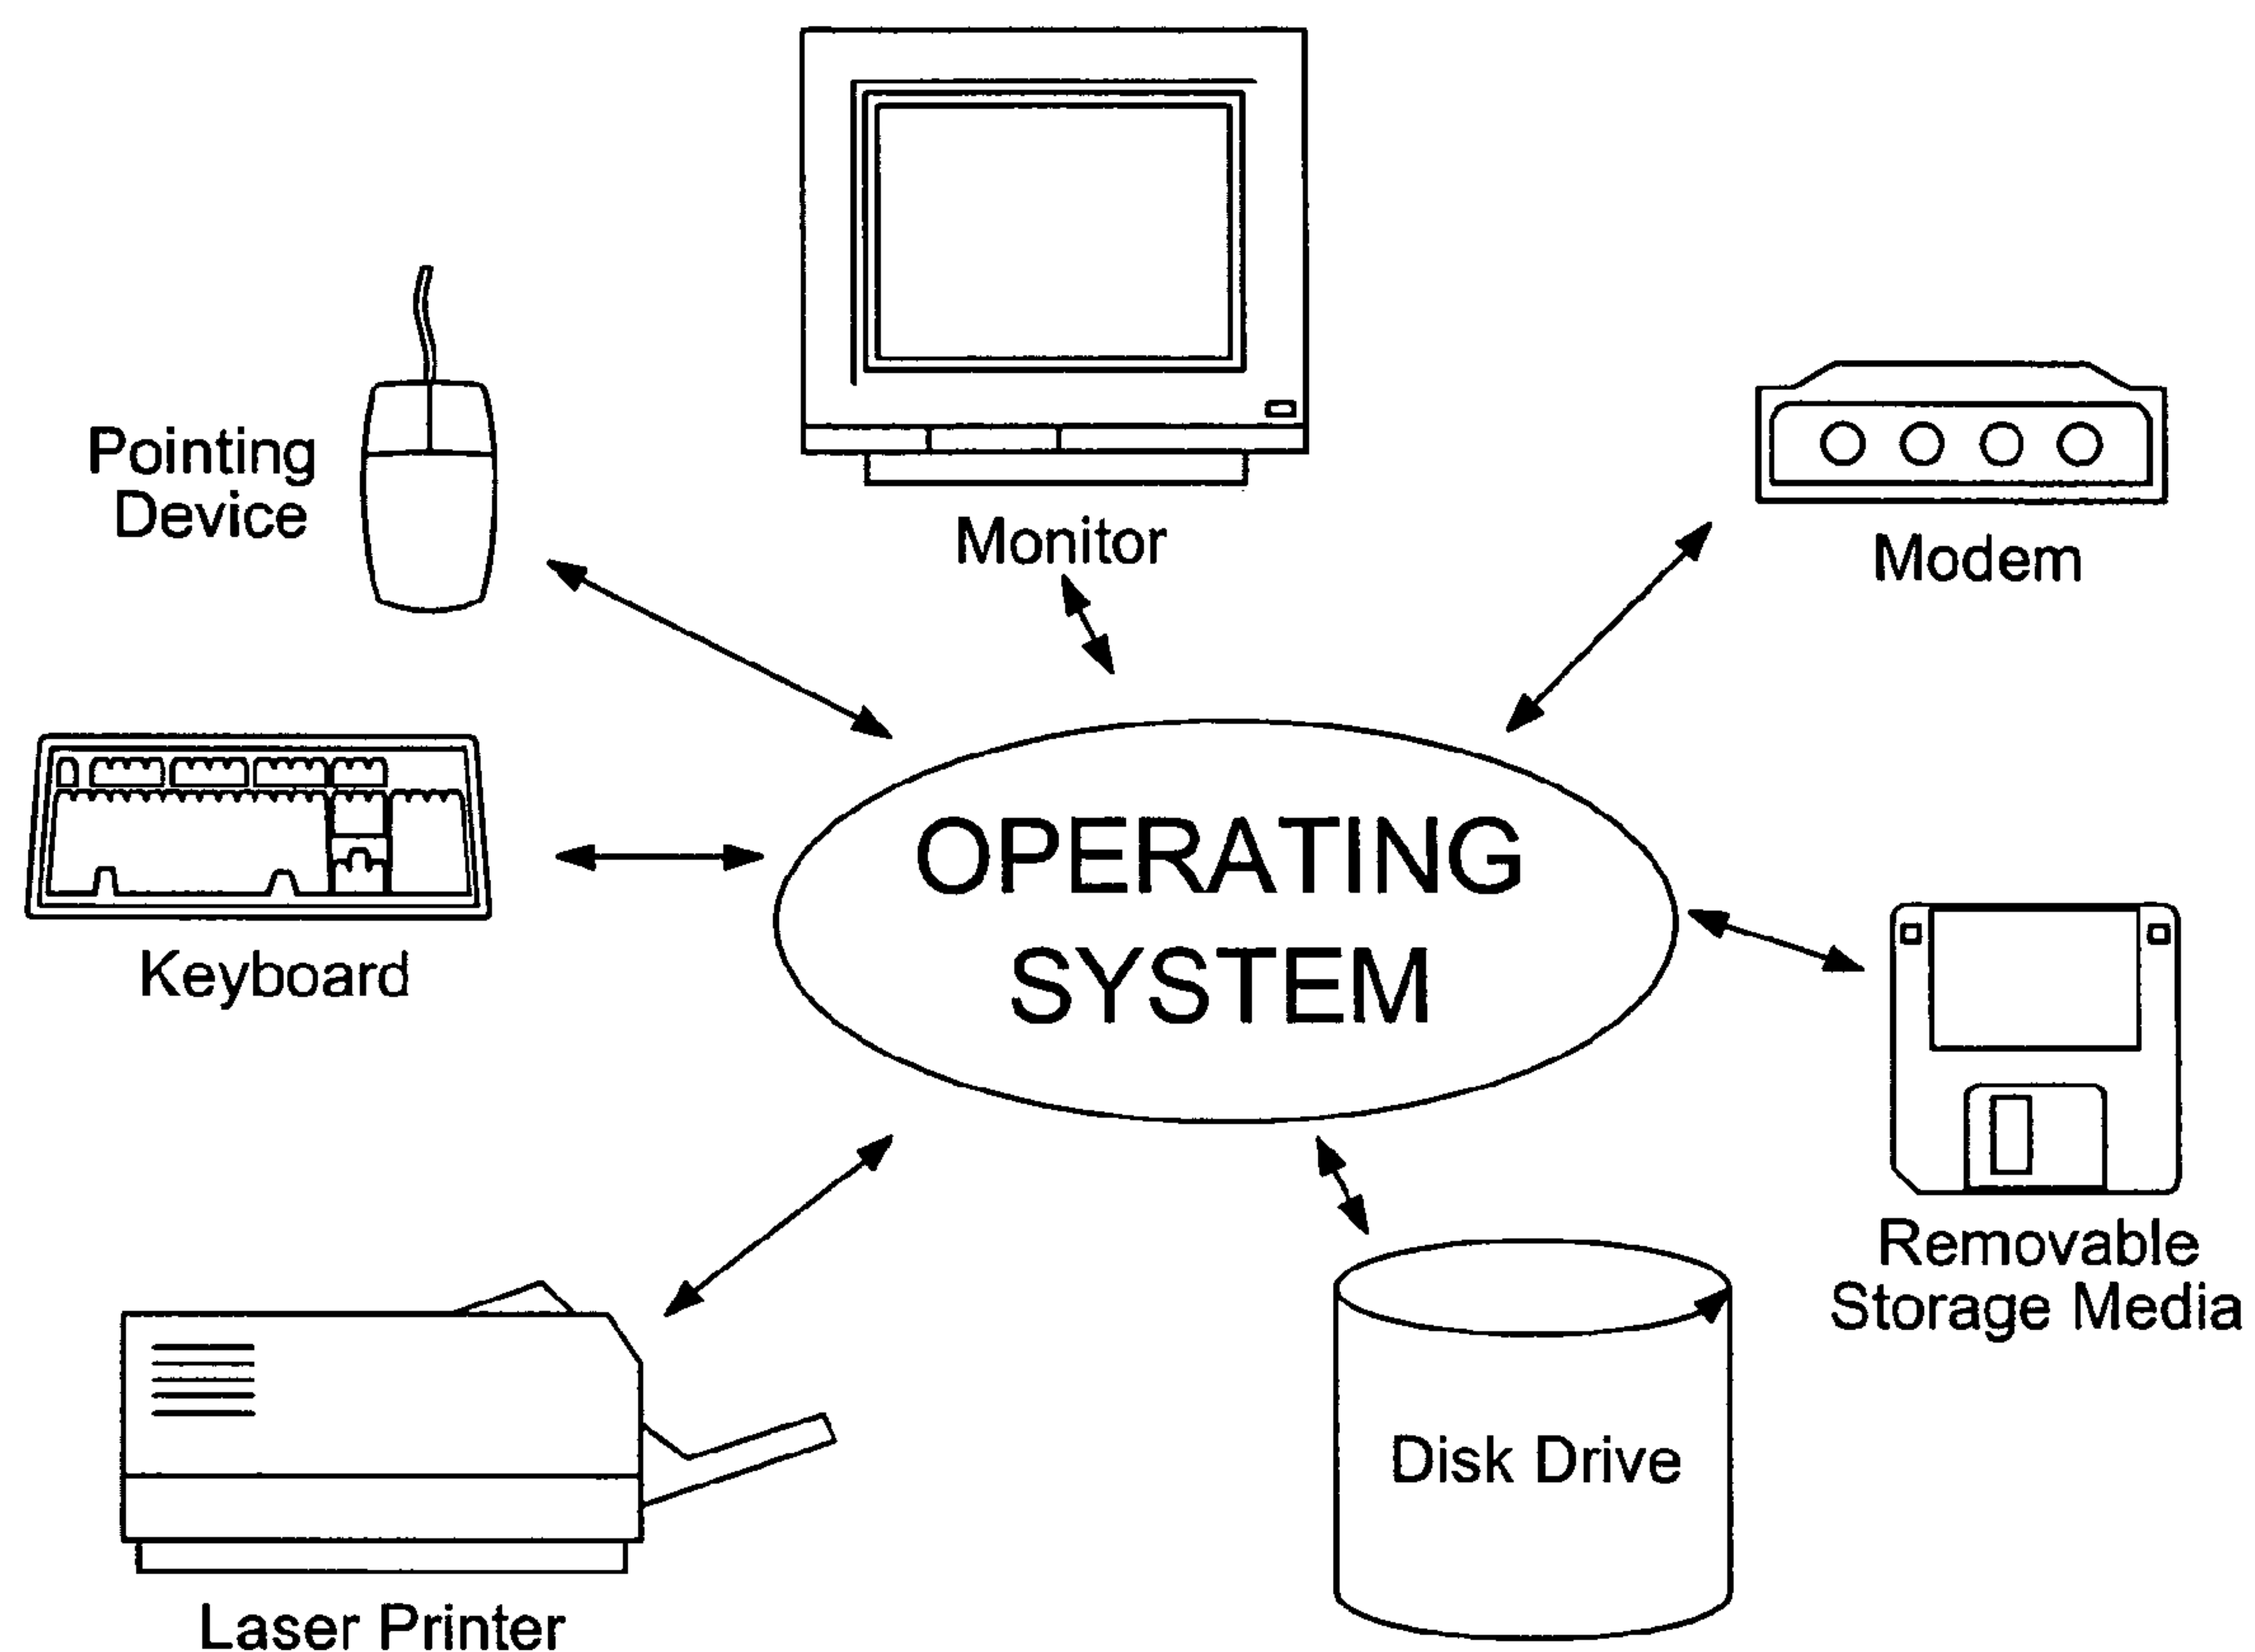 Monitor
Pointing
Device
Modem
Keyboard
OPERATING
SYSTEM
Removable
Storage Media
Disk Drive
Laser Printer